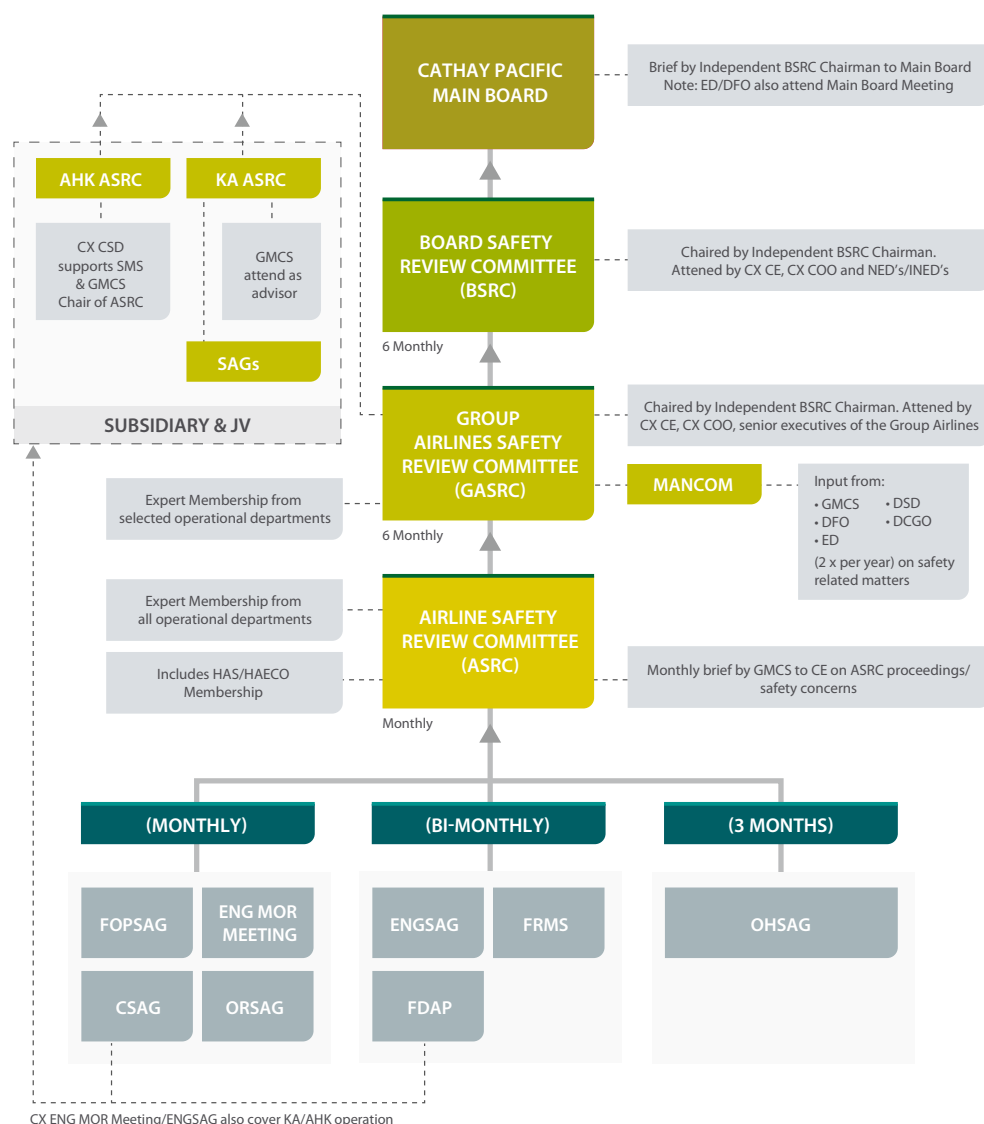 CATHAY PACIFIC
MAIN BOARD
Brief by Independent BSRC Chairman to Main Board
Note: ED/DFO also attend Main Board Meeting
AHK ASRC
KA ASRC
CX CSD
supports SMS
& GMCS
Chair of ASRC
GMCS
attend as
advisor
SAGs
SUBSIDIARY & JV
BOARD SAFETY
REVIEW COMMITTEE
(BSRC)
Chaired by Independent BSRC Chairman.
Attened by CX CE, CX COO and NED's/INED's
6 Monthly
GROUP
AIRLINES SAFETY
REVIEW COMMITTEE
(GASRC)
Chaired by Independent BSRC Chairman. Attened by
CX CE, CX COO, senior executives of the Group Airlines
MANCOM
Input from:
• GMCS
• DSD
• DFO
• DCGO
• ED
(2 x per year) on safety
related matters
Expert Membership from
selected operational departments
6 Monthly
Expert Membership from
all operational departments
AIRLINE SAFETY
REVIEW COMMITTEE
(ASRC)
Includes HAS/HAECO
Membership
Monthly brief by GMCS to CE on ASRC proceedings/
safety concerns
Monthly
(MONTHLY)
(BI-MONTHLY)
(3 MONTHS)
FOPSAG
ENG MOR
MEETING
CSAG
ORSAG
ENGSAG
FRMS
FDAP
OHSAG
CX ENG MOR Meeting/ENGSAG also cover KA/AHK operation